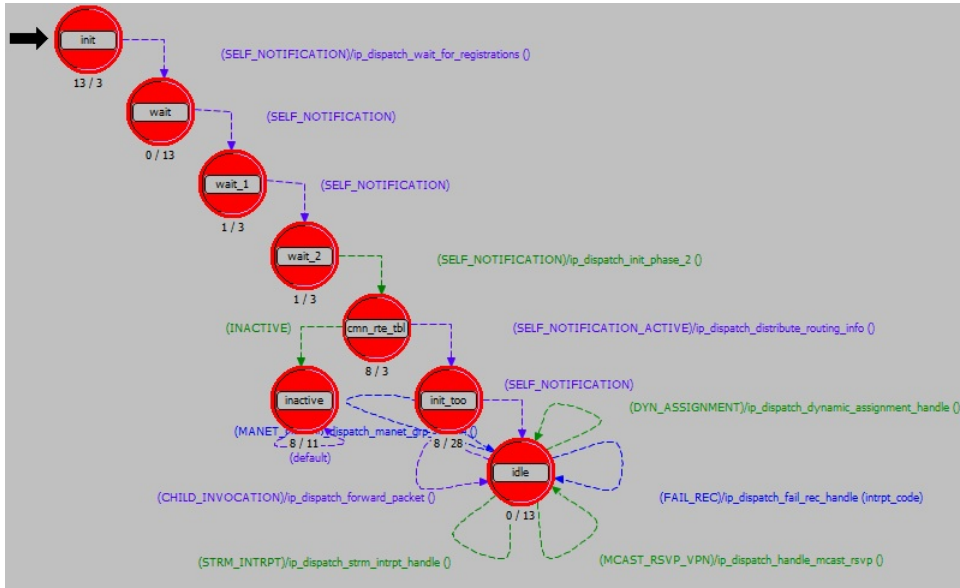 init
(SELF_NOTIFICATION)/ip_dispatch_wait_for_registrations ()
13 / 3
wait
(SELF_NOTIFICATION)
0 / 13
wait_1
(SELF_NOTIFICATION)
1 / 3
wait_2
(SELF_NOTIFICATION)/ip_dispatch_init_phase_2 ()
1 / 3
(INACTIVE)
cmn_rte_tbl
(SELF_NOTIFICATION_ACTIVE)/ip_dispatch_distribute_routing_info ()
8 / 3
(SELF_NOTIFICATION)
inactive
init_too
(DYN_ASSIGNMENT)/ip_dispatch_dynamic_assignment_handle ()
(MANET_ dispatch_manet_ ()
8 / 11
8 / 28
(default)
idle
(CHILD_INVOCATION)/ip_dispatch_forward_packet ()
(FAIL_REC)/ip_dispatch_fail_rec_handle (intrpt_code)
0 / 13
(STRM_INTRPT)/ip_dispatch_strm_intrpt_handle ()
(MCAST_RSVP_VPN)/ip_dispatch_handle_mcast_rsvp ()